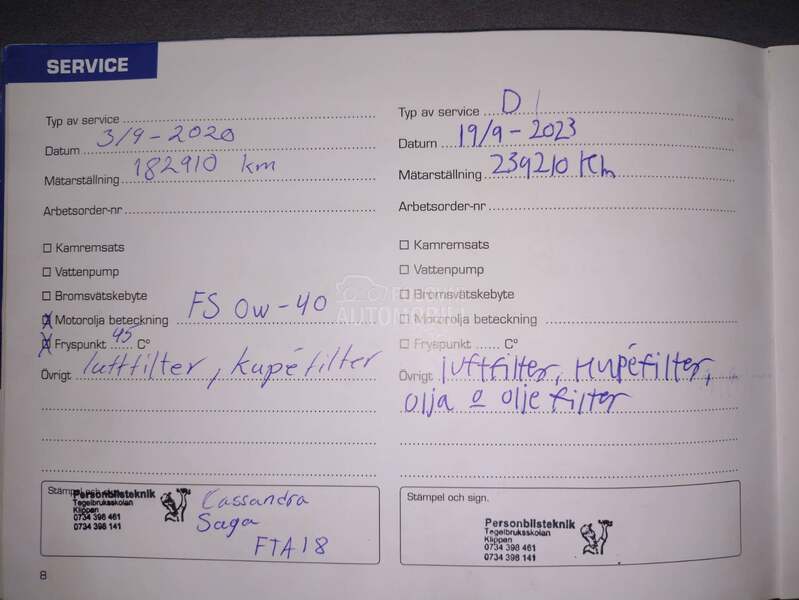 SERVICE
Typ av service
Datum 3/9-2020
Mätarställning 182910 km
Arbetsorder-nr
Kamremsats
Vattenpump
Bromsvätskebyte
Motorolja beteckning FS 0w-40
Fryspunkt 45 C°
Övrigt luftfilter, kupéfilter
Stämpel och sign.
Personbilsteknik
Tegelbruksskolan
Klippan
0734 398 461
0734 398 141
Cassandra
Saga
FTA18
8
Typ av service D
Datum 19/9-2023
Mätarställning 239210 Km
Arbetsorder-nr
Kamremsats
Vattenpump
Bromsvätskebyte
Motorolja beteckning
Fryspunkt C°
Övrigt luftfilter, Kupéfilter,
olja o olje filter
Stämpel och sign.
Personbilsteknik
Tegelbruksskolan
Klippan
0734 398 461
0734 398 141
AUTOMOBILI